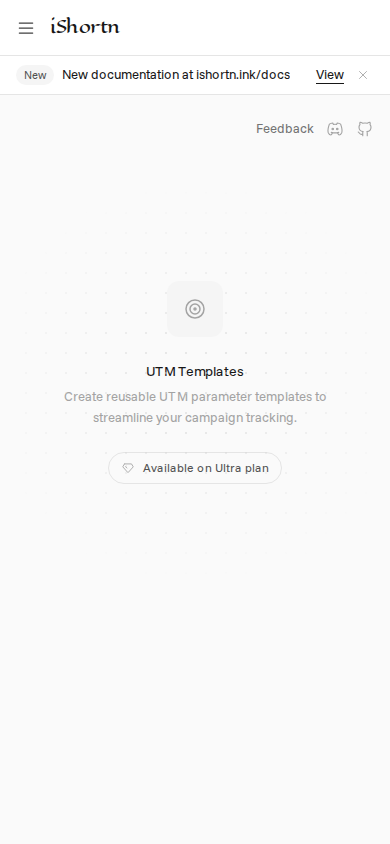 iShortn
New New documentation at ishortn.ink/docs View
Feedback
UTM Templates
Create reusable UTM parameter templates to
streamline your campaign tracking.
Available on Ultra plan